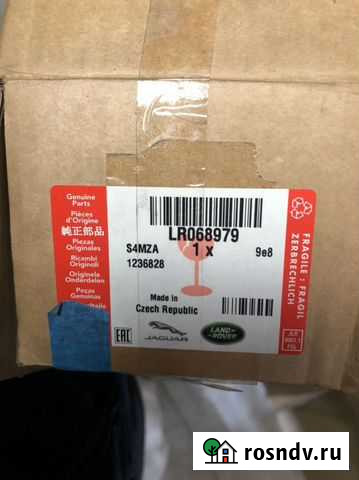 Genuine
Parts
Pièces
d'Origine
純正部品
Piezas
Originales
Ricambi
Originali
Originele
Onderdelen
Peças
Genuínas
LR068979
1 x
S4MZA
9e8
1236828
Made in
Czech Republic
EAC
JAGUAR
LAND-
ROVER
FRAGILE : FRAGIL
ZERBRECHLICH
rosndv.ru